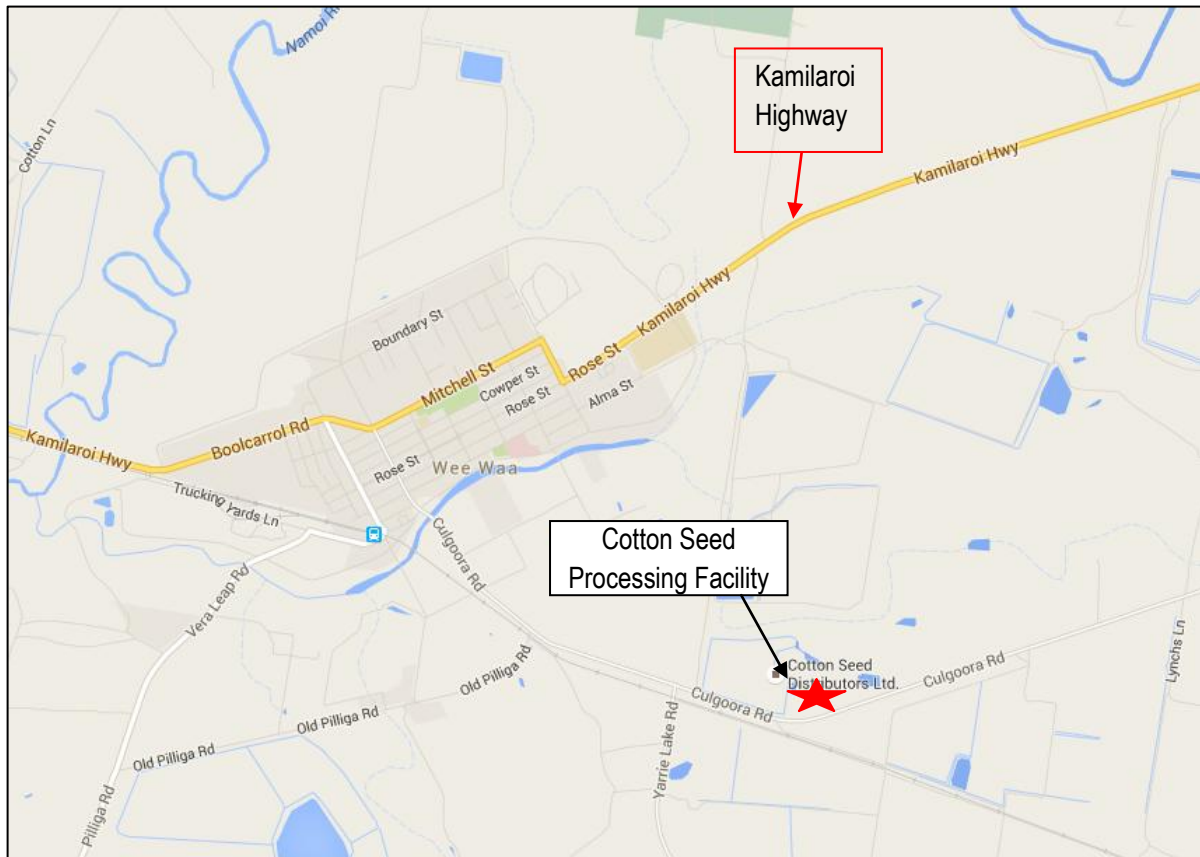 Namoi Ri
Cotton Ln
Kamilaroi
Highway
Kamilaroi Hwy
Kamilaroi Hwy
Boundary St
Mitchell St
Rose St
Cowper St
Rose St
Alma St
Boolcarrol Rd
Kamilaroi Hwy
Rose St
Wee Waa
Trucking Yards Ln
Culgoora Rd
Cotton Seed
Processing Facility
Vera Leap Rd
Old Pilliga Rd
Cotton Seed
Distributors Ltd.
Culgoora Rd
Lynchs Ln
Culgoora Rd
Old Pilliga Rd
Yarrie Lake Rd
Old Pilliga Rd
Pilliga Rd